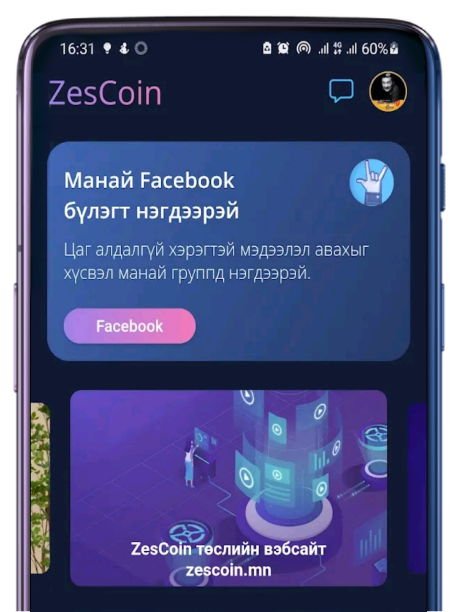 16:31 4G 60%
ZesCoin
Манай Facebook
бүлэгт нэгдээрэй
Цаг алдалгүй хэрэгтэй мэдээлэл авахыг
хүсвэл манай группд нэгдээрэй.
Facebook
ZesCoin төслийн вэбсайт
zescoin.mn